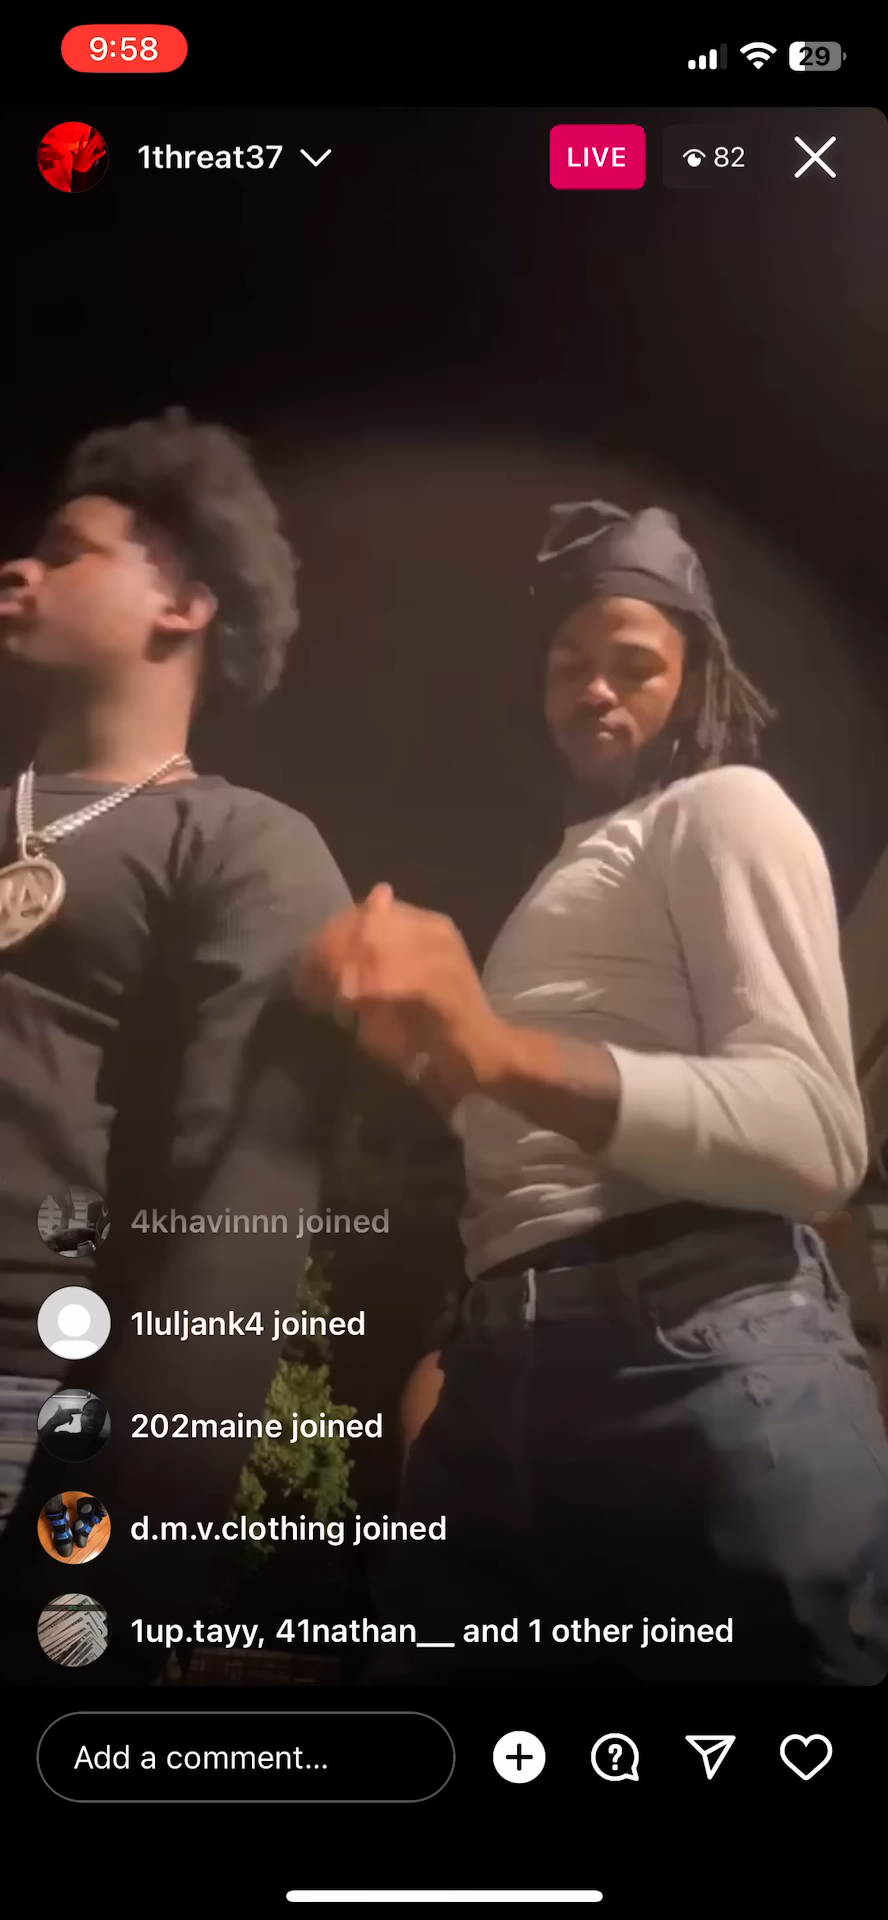 9:58
29
1threat37
LIVE
82
4khavinnn joined
1luljank4 joined
202maine joined
d.m.v.clothing joined
1up.tayy, 41nathan__ and 1 other joined
Add a comment...